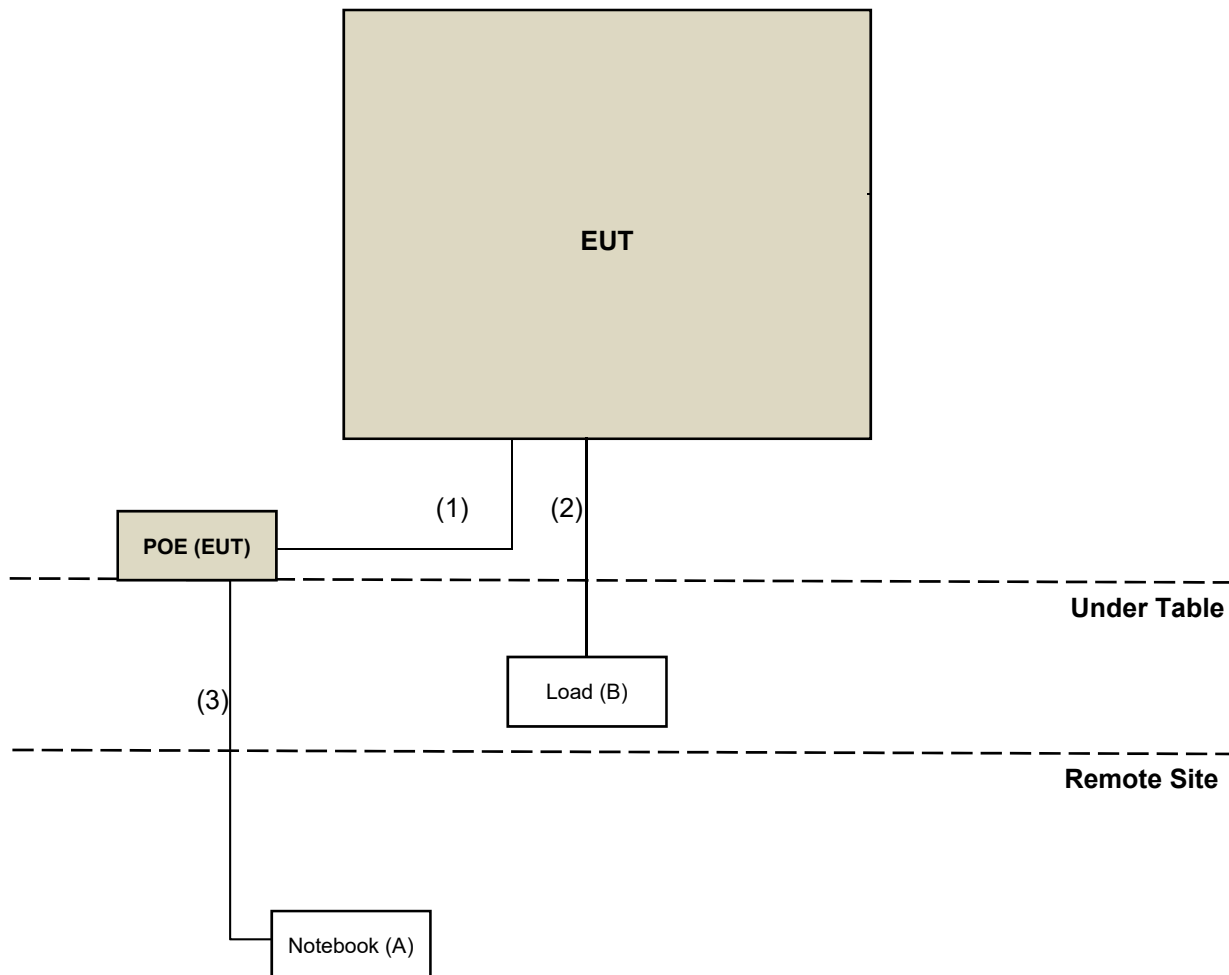 EUT
(1)
(2)
POE (EUT)
Under Table
Load (B)
(3)
Remote Site
Notebook (A)